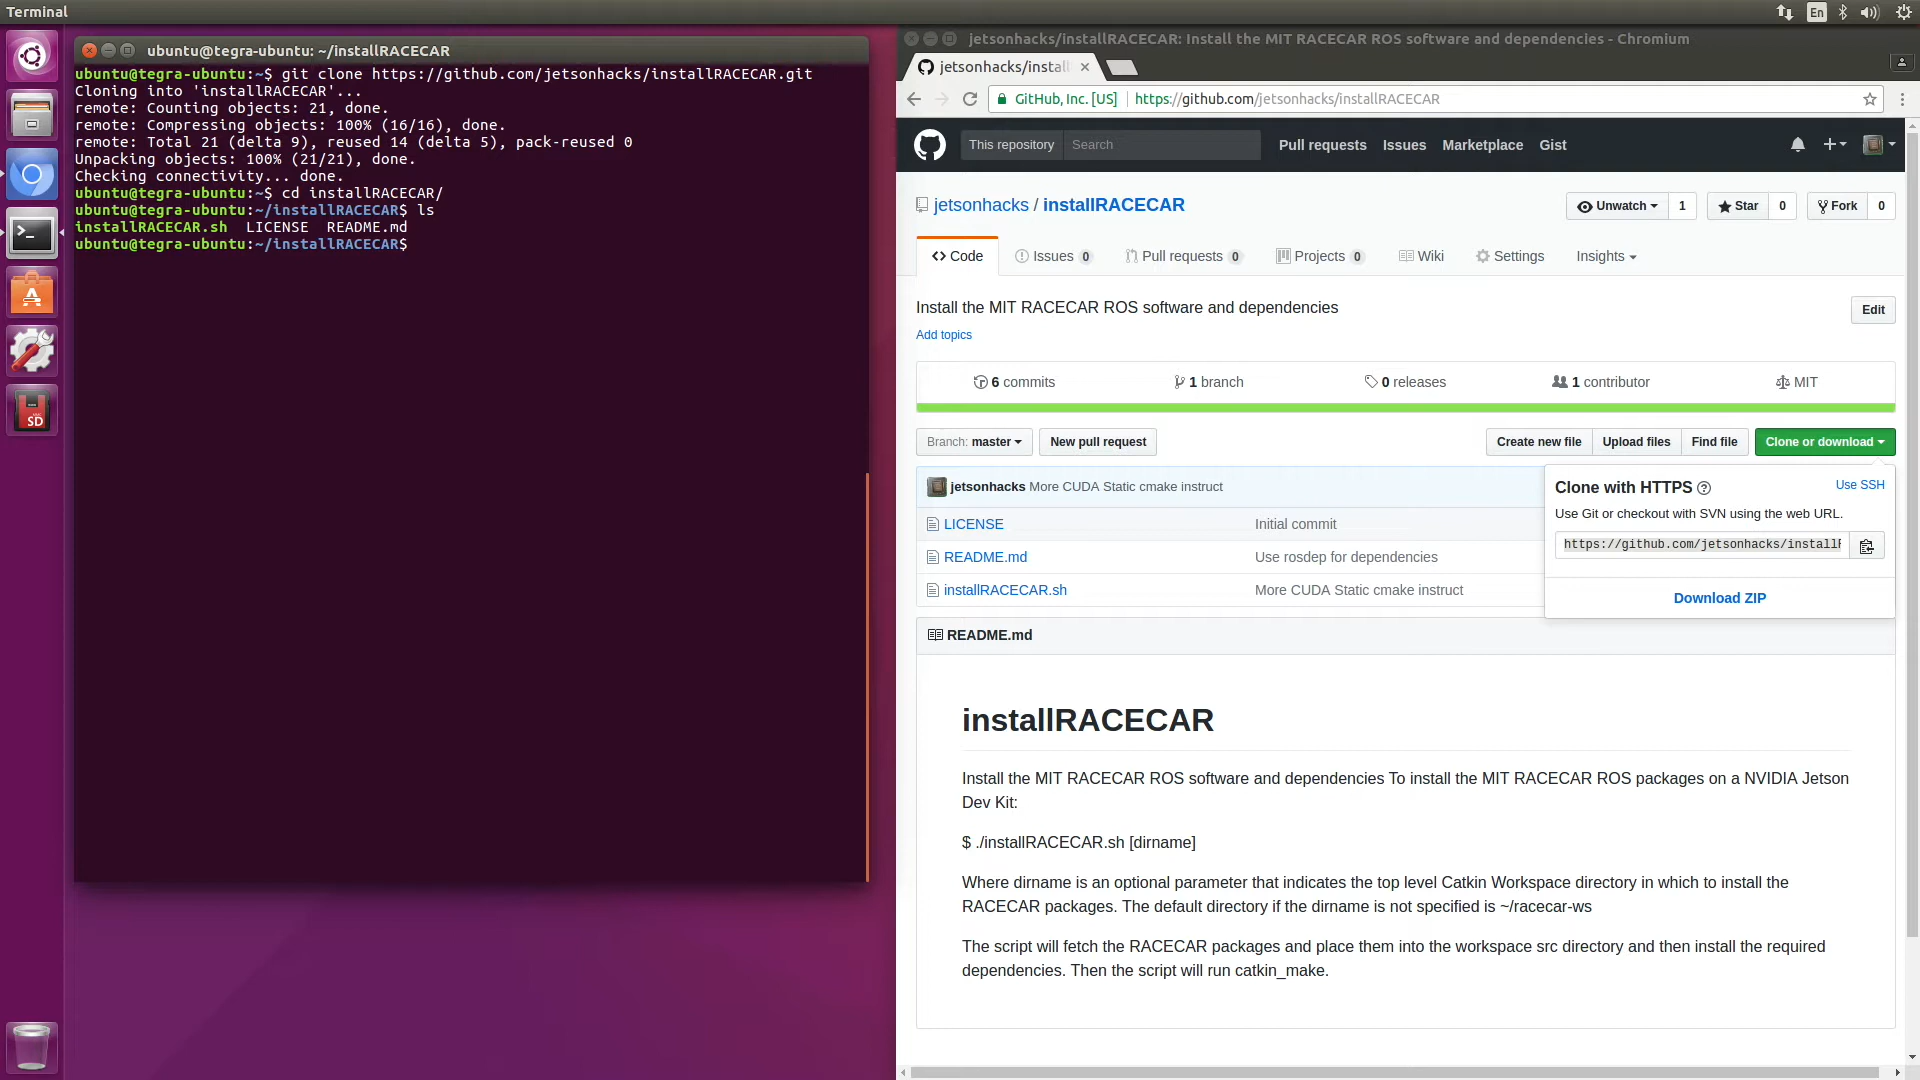 Terminal
En
ubuntu@tegra-ubuntu: ~/installRACECAR
ubuntu@tegra-ubuntu:~$ git clone https://github.com/jetsonhacks/installRACECAR.git
Cloning into 'installRACECAR'...
remote: Counting objects: 21, done.
remote: Compressing objects: 100% (16/16), done.
remote: Total 21 (delta 9), reused 14 (delta 5), pack-reused 0
Unpacking objects: 100% (21/21), done.
Checking connectivity... done.
ubuntu@tegra-ubuntu:~$ cd installRACECAR/
ubuntu@tegra-ubuntu:~/installRACECAR$ ls
installRACECAR.sh LICENSE README.md
ubuntu@tegra-ubuntu:~/installRACECAR$
SD
jetsonhacks/installRACECAR: Install the MIT RACECAR ROS software and dependencies - Chromium
jetsonhacks/instal
GitHub, Inc. [US] https://github.com/jetsonhacks/installRACECAR
This repository Search Pull requests Issues Marketplace Gist
jetsonhacks / installRACECAR Unwatch 1 Star 0 Fork 0
Code Issues 0 Pull requests 0 Projects 0 Wiki Settings Insights
Install the MIT RACECAR ROS software and dependencies Edit
Add topics
6 commits 1 branch 0 releases 1 contributor MIT
Branch: master New pull request Create new file Upload files Find file Clone or download
jetsonhacks More CUDA Static cmake instruct
LICENSE Initial commit
README.md Use rosdep for dependencies
installRACECAR.sh More CUDA Static cmake instruct
Clone with HTTPS Use SSH
Use Git or checkout with SVN using the web URL.
https://github.com/jetsonhacks/install
Download ZIP
README.md
installRACECAR
Install the MIT RACECAR ROS software and dependencies To install the MIT RACECAR ROS packages on a NVIDIA Jetson
Dev Kit:
$ ./installRACECAR.sh [dirname]
Where dirname is an optional parameter that indicates the top level Catkin Workspace directory in which to install the
RACECAR packages. The default directory if the dirname is not specified is ~/racecar-ws
The script will fetch the RACECAR packages and place them into the workspace src directory and then install the required
dependencies. Then the script will run catkin_make.